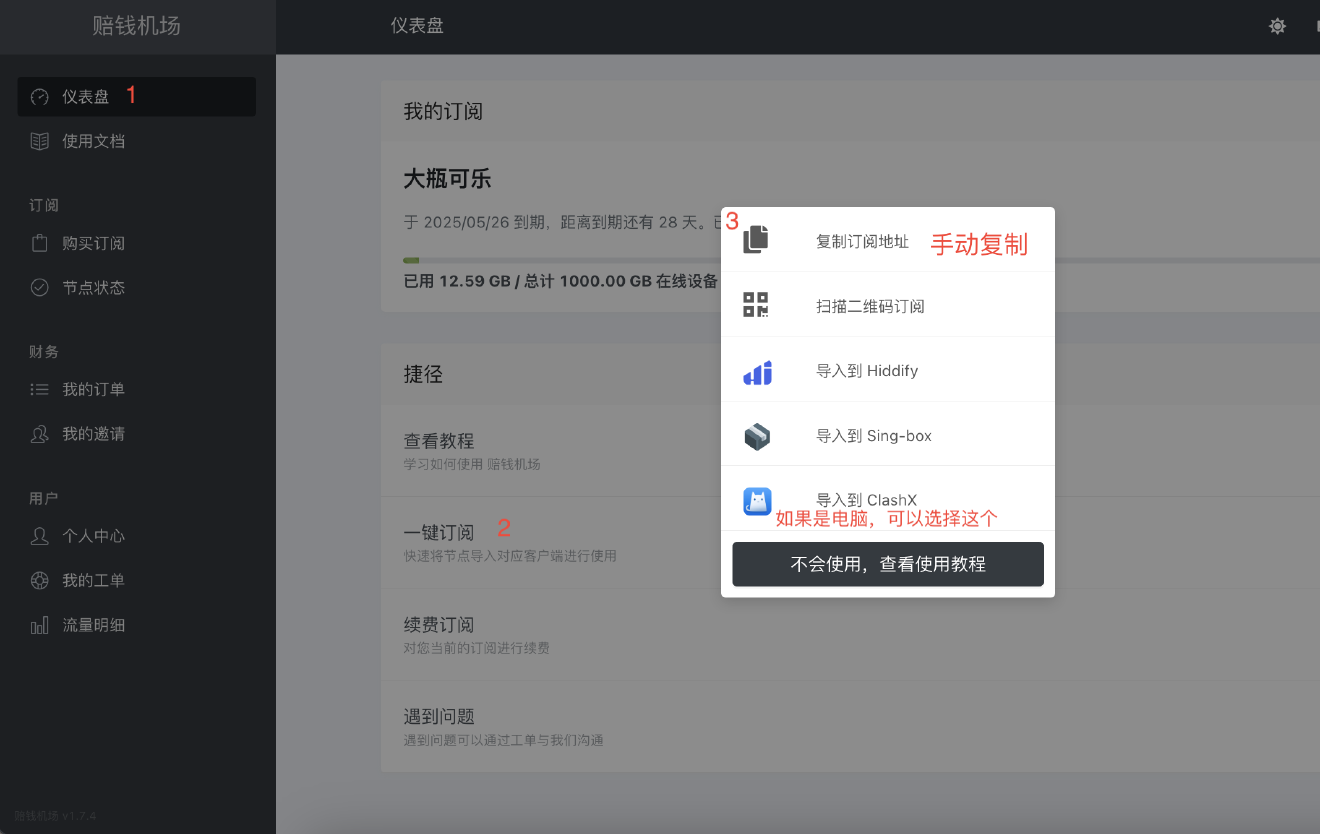 赔钱机场
仪表盘
仪表盘 1
使用文档
订阅
购买订阅
节点状态
财务
我的订单
我的邀请
用户
个人中心
我的工单
流量明细
赔钱机场 v1.7.4
我的订阅
大瓶可乐
于 2025/05/26 到期，距离到期还有 28 天。
已用 12.59 GB / 总计 1000.00 GB 在线设备
捷径
查看教程
学习如何使用 赔钱机场
一键订阅 2
快速将节点导入对应客户端进行使用
续费订阅
对您当前的订阅进行续费
遇到问题
遇到问题可以通过工单与我们沟通
3
复制订阅地址 手动复制
扫描二维码订阅
导入到 Hiddify
导入到 Sing-box
导入到 ClashX
如果是电脑，可以选择这个
不会使用，查看使用教程